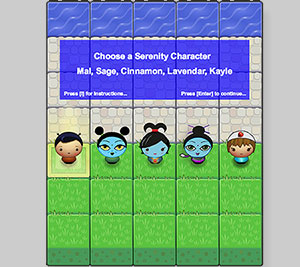 Choose a Serenity Character
Mal, Sage, Cinnamon, Lavendar, Kayle
Press [I] for instructions... Press [Enter] to continue...